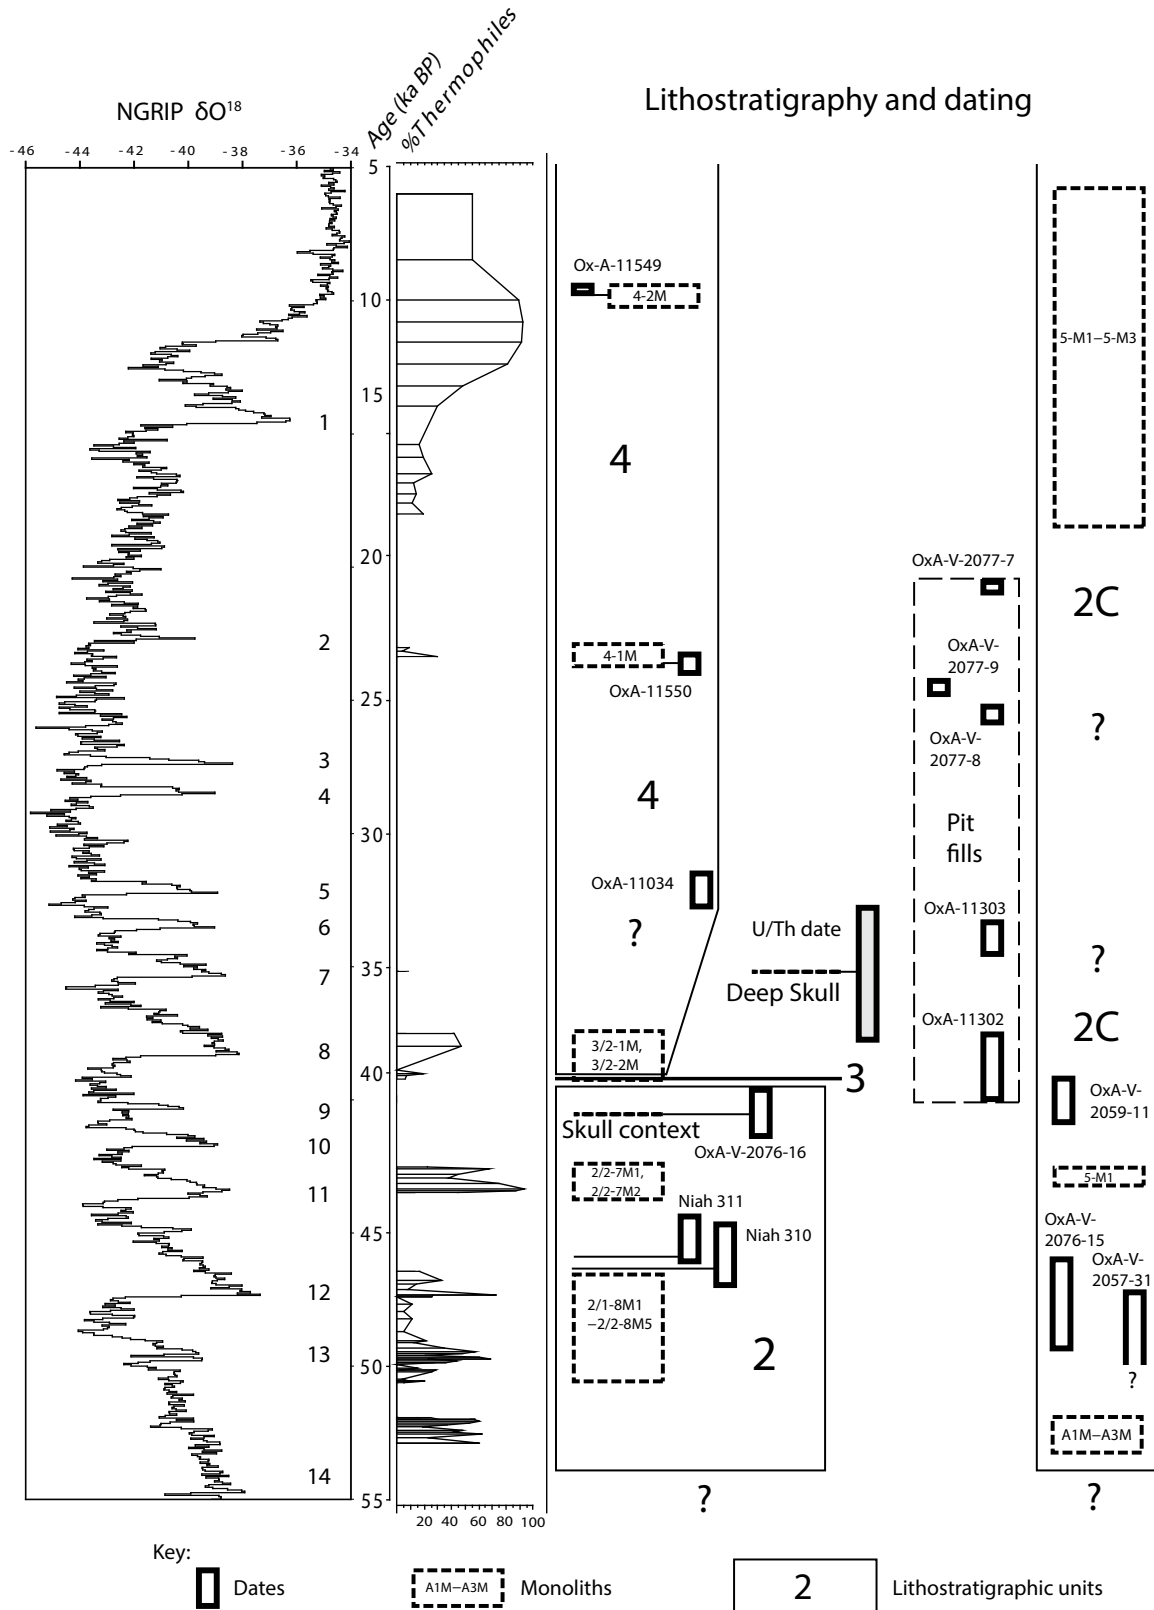 NGRIP δO18
Age (ka BP)
%Thermophiles
Lithostratigraphy and dating
-46 -44 -42 -40 -38 -36 -34
5
10
15
20
25
30
35
40
45
50
55
1
2
3
4
5
6
7
8
9
10
11
12
13
14
20 40 60 80 100
Ox-A-11549
4-2M
4
4-1M
OxA-11550
4
OxA-11034
?
3/2-1M,
3/2-2M
3
U/Th date
Deep Skull
Skull context
OxA-V-2076-16
2/2-7M1,
2/2-7M2
Niah 311
Niah 310
2/1-8M1
–2/2-8M5
2
?
OxA-V-2077-7
OxA-V-
2077-9
OxA-V-
2077-8
Pit
fills
OxA-11303
OxA-11302
5-M1–5-M3
2C
?
?
2C
OxA-V-
2059-11
5-M1
OxA-V-
2076-15
OxA-V-
2057-31
?
A1M–A3M
?
Key:
Dates
A1M–A3M
Monoliths
2
Lithostratigraphic units